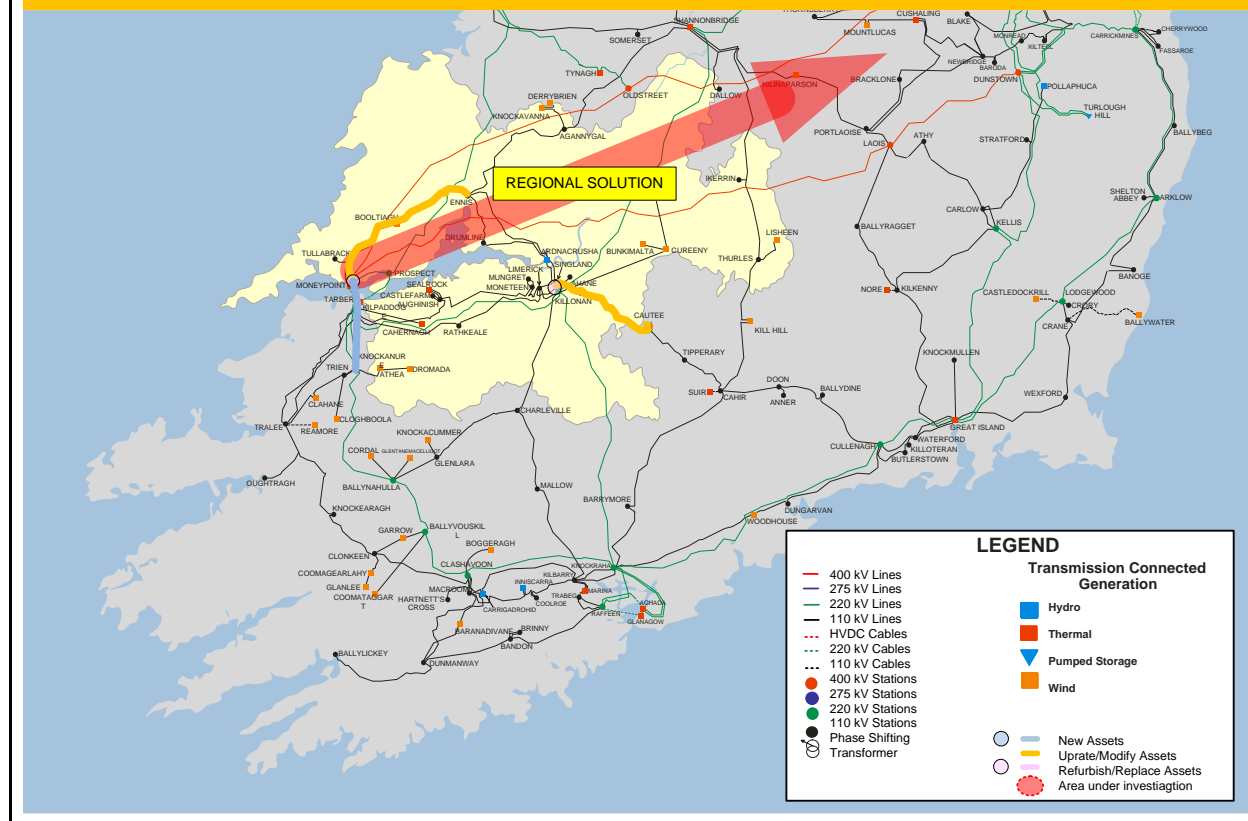 THORNSBERRY
CUSHALING
SHANNONBRIDGE
BLAKE
MOUNTLUCAS
MONREAD
KILTEEL
CARRICKMINES
CHERRYWOOD
FASSAROE
SOMERSET
NEWBRIDGE
BARODA
DUNSTOWN
TYNAGH
KILINAPARSON
BRACKLONE
POLLAPHUCA
OLDSTREET
DALLOW
DERRYBRIEN
KNOCKAVANNA
AGANNYGAL
TURLOUGH
HILL
PORTLAOISE
LAOIS
ATHY
STRATFORD
BALLYBEG
REGIONAL SOLUTION
IKERRIN
ENNIS
SHELTON
ABBEY
ARKLOW
CARLOW
KELLIS
BOOLTIAGH
DRUMLINE
BALLYRAGGET
LISHEEN
TULLABRACK
ARDNACRUSHA
BUNKIMALTA
CUREENY
THURLES
SINGLAND
PROSPECT
LIMERICK
MUNGRET
AHANE
BANOGE
MONEYPOINT
SEALROCK
MONETEEN
CASTLEFARM
AUGHINISH
KILLONAN
NORE
KILKENNY
CASTLEDOCKRILL
LODGEWOOD
CRORY
TARBERT
KILPADDOGE
CAHERNAGH
RATHKEALE
CAUTEE
KILL HILL
CRANE
BALLYWATER
KNOCKANUR
E
TRIEN
ATHEA
DROMADA
TIPPERARY
KNOCKMULLEN
CLAHANE
SUIR
CAHIR
DOON
ANNER
BALLYDINE
WEXFORD
CLOGHBOOLA
TRALEE
REAMORE
CHARLEVILLE
GREAT ISLAND
KNOCKACUMMER
CORDAL
GLENTANEMACELLIGOT
GLENLARA
CULLENAGH
WATERFORD
KILLOTERAN
BUTLERSTOWN
OUGHTRAGH
BALLYNAHULLA
MALLOW
BARRYMORE
DUNGARVAN
KNOCKEARAGH
WOODHOUSE
GARROW
BALLYVOUSKIL
L
CLONKEEN
BOGGERAGH
COOMAGEARLAHY
CLASHAVOON
KNOCKRAHA
KILBARRY
GLANLEE
COOMATAGGAR
T
MACROOM
HARTNETT'S
CROSS
INNISCARRA
COOLROE
CARRIGADROHID
TRABEG
MARINA
AGHADA
RAFFEEN
GLANAGOW
BARANADIVANE
BRINNY
BANDON
BALLYLICKEY
DUNMANWAY
LEGEND
400 kV Lines
275 kV Lines
220 kV Lines
110 kV Lines
HVDC Cables
220 kV Cables
110 kV Cables
400 kV Stations
275 kV Stations
220 kV Stations
110 kV Stations
Phase Shifting
Transformer
Transmission Connected
Generation
Hydro
Thermal
Pumped Storage
Wind
New Assets
Uprate/Modify Assets
Refurbish/Replace Assets
Area under investiagtion